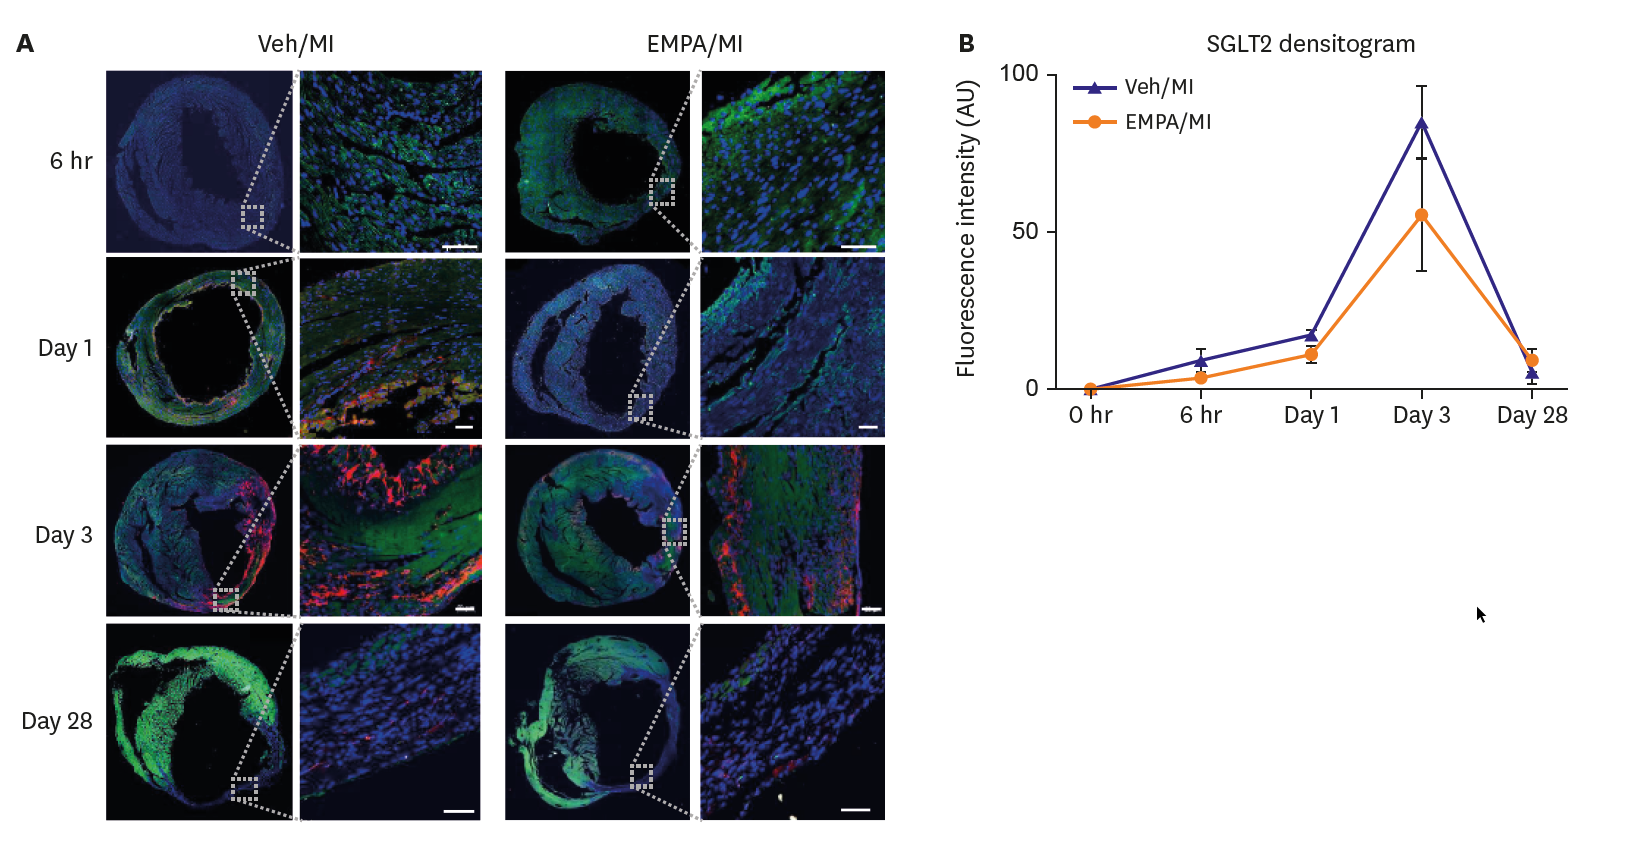 A
Veh/MI
EMPA/MI
6 hr
Day 1
Day 3
Day 28
B
SGLT2 densitogram
Fluorescence intensity (AU)
100
50
0
Veh/MI
EMPA/MI
0 hr
6 hr
Day 1
Day 3
Day 28